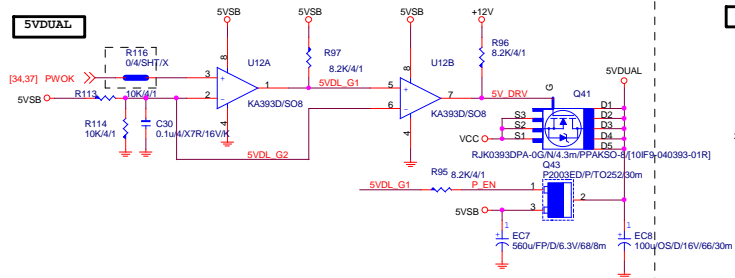 5VDUAL
5VSB
5VSB
5VSB
+12V
R116
0/4/SHT/X
U12A
R97
8.2K/4/1
U12B
R96
8.2K/4/1
5VDUAL
[34,37] PWOK
3
+
8
1
5VDL_G1
5
+
8
7
5V_DRV
G
Q41
5VSB
R113
10K/4/1
2
-
4
KA393D/SO8
6
-
4
KA393D/SO8
S3
S2
S1
D1
D2
D3
D4
D5
VCC
R114
10K/4/1
C30
0.1u/4/X7R/16V/K
5VDL_G2
RJK0393DPA-0G/N/4.3m/PPAKSO-8/[10IF9-040393-01R]
Q43
P2003ED/P/TO252/30m
5VDL_G1
R95
8.2K/4/1
P_EN
1
2
5VSB
3
1
+
EC7
560u/FP/D/6.3V/68/8m
1
+
EC8
100u/OS/D/16V/66/30m